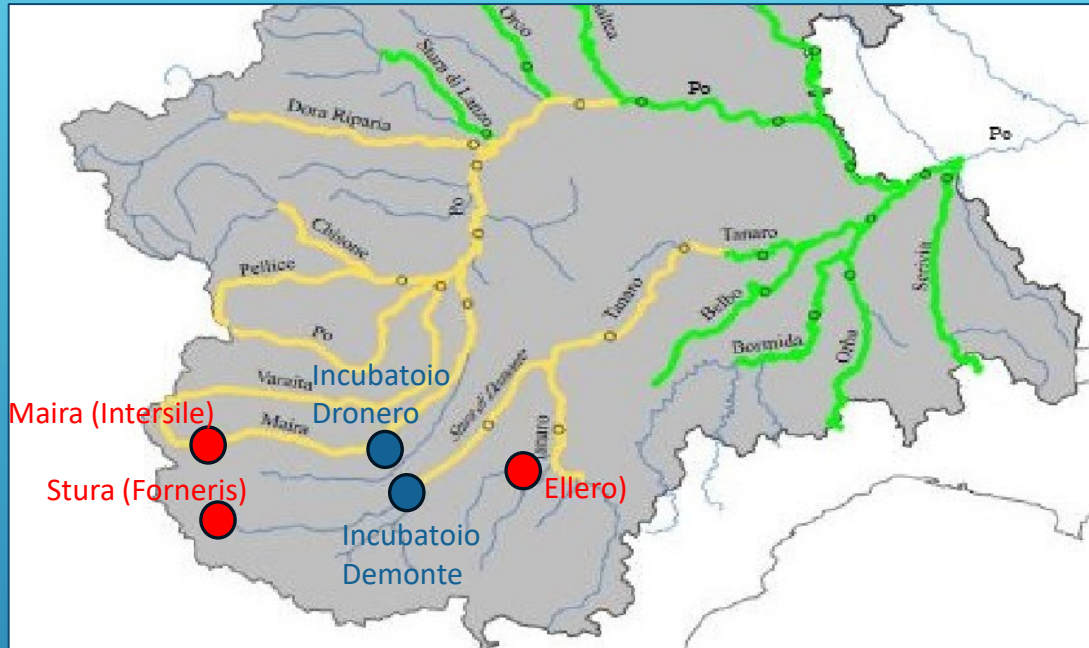 Orco
Stura di Lanzo
Po
Dora Riparia
Po
Po
Chisone
Pellice
Tanaro
Tanaro
Belbo
Scrivia
Po
Bormida
Orba
Varaita
Incubatoio
Dronero
Stura di Demonte
Maira (Intersile)
Maira
Tanaro
Stura (Forneris)
Ellero)
Incubatoio
Demonte